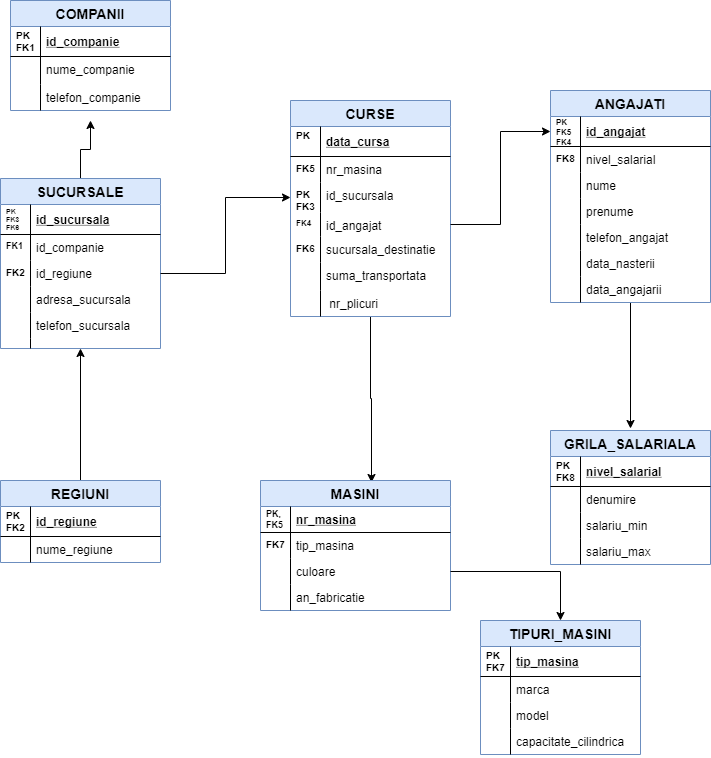 COMPANII
PK
FK1
id_companie
nume_companie
telefon_companie
SUCURSALE
PK
FK3
FK6
id_sucursala
FK1 id_companie
FK2 id_regiune
adresa_sucursala
telefon_sucursala
REGIUNI
PK
FK2
id_regiune
nume_regiune
CURSE
PK data_cursa
FK5 nr_masina
PK
FK3
id_sucursala
FK4 id_angajat
FK6 sucursala_destinatie
suma_transportata
nr_plicuri
MASINI
PK,
FK5
nr_masina
FK7 tip_masina
culoare
an_fabricatie
ANGAJATI
PK
FK5
FK4
id_angajat
FK8 nivel_salarial
nume
prenume
telefon_angajat
data_nasterii
data_angajarii
GRILA_SALARIALA
PK
FK8
nivel_salarial
denumire
salariu_min
salariu_max
TIPURI_MASINI
PK
FK7
tip_masina
marca
model
capacitate_cilindrica